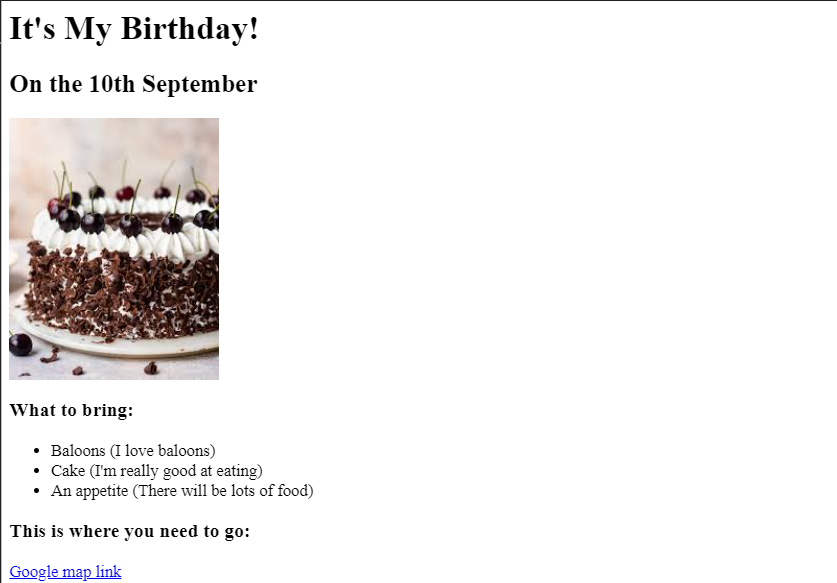 It's My Birthday!
On the 10th September
What to bring:
Baloons (I love baloons)
Cake (I'm really good at eating)
An appetite (There will be lots of food)
This is where you need to go:
Google map link